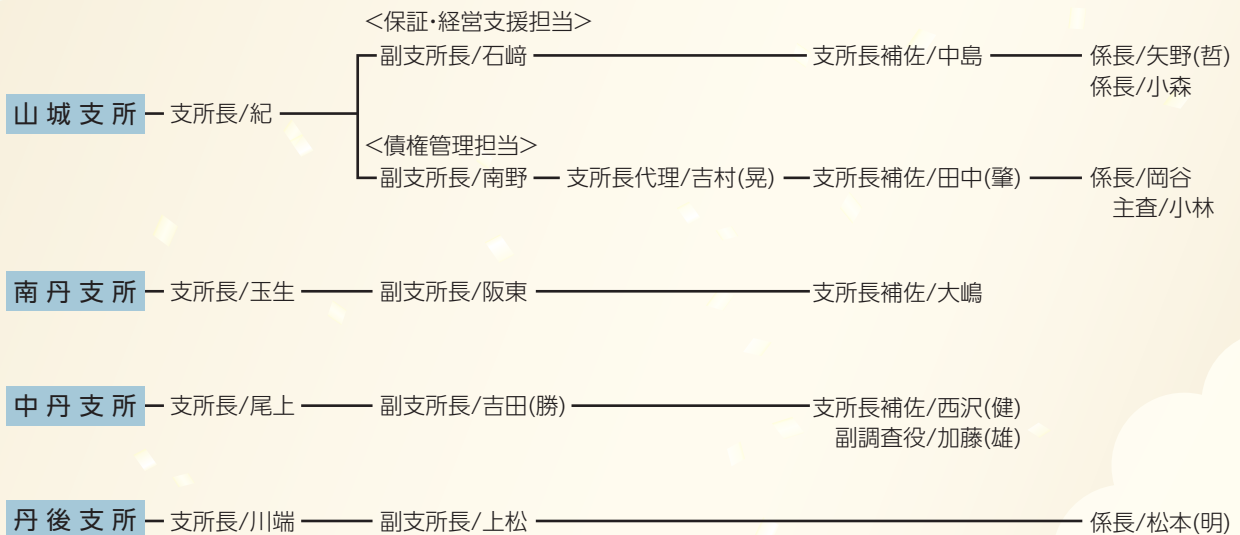 <保証・経営支援担当>
副支所長/石﨑 支所長補佐/中島 係長/矢野(哲)
係長/小森
山城支所 支所長/紀
<債権管理担当>
副支所長/南野 支所長代理/吉村(晃) 支所長補佐/田中(肇) 係長/岡谷
主査/小林
南丹支所 支所長/玉生 副支所長/阪東 支所長補佐/大嶋
中丹支所 支所長/尾上 副支所長/吉田(勝) 支所長補佐/西沢(健)
副調査役/加藤(雄)
丹後支所 支所長/川端 副支所長/上松 係長/松本(明)